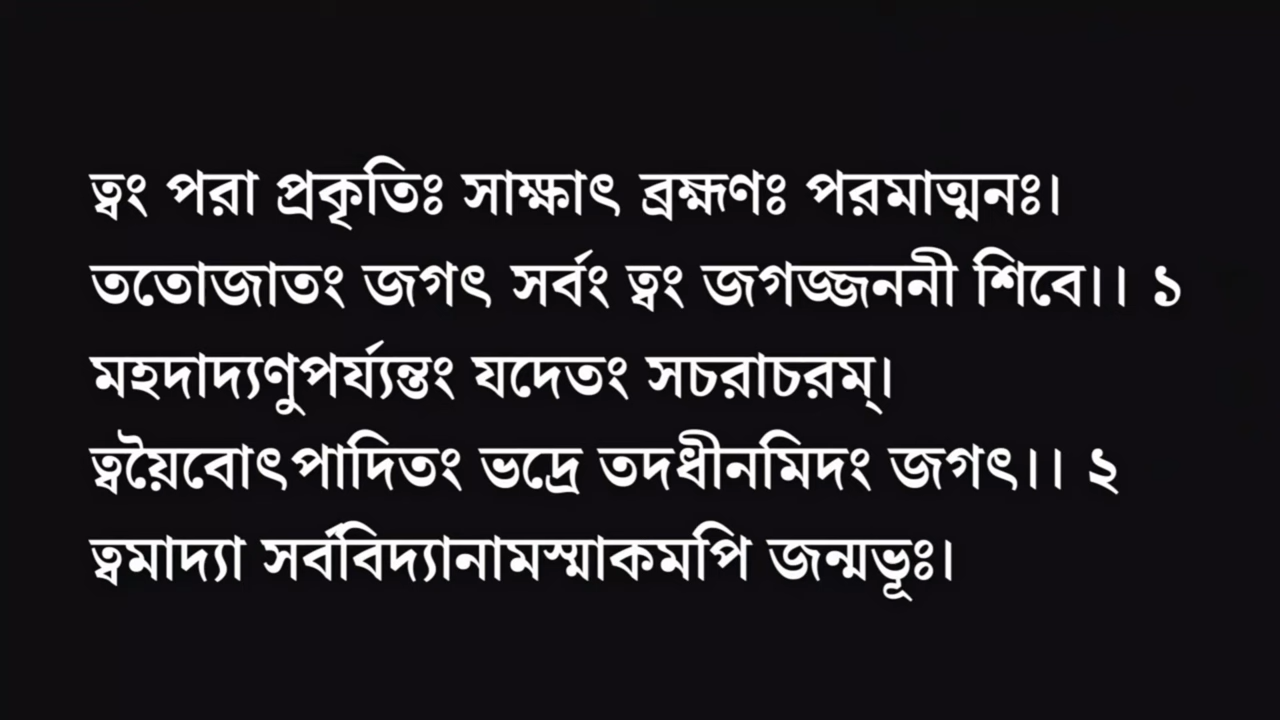 ত্বং পরা প্রকৃতিঃ সাক্ষাৎ ব্রহ্মণঃ পরমাত্মনঃ।
ততোজাতং জগৎ সর্বং ত্বং জগজ্জননী শিবে।। ১
মহদাদ্যণুপর্য্যন্তং যদেতং সচরাচরম্।
ত্বয়ৈবোৎপাদিতং ভদ্রে তদধীনমিদং জগৎ।। ২
ত্বমাদ্যা সর্ববিদ্যানামস্মাকমপি জন্মভূঃ।